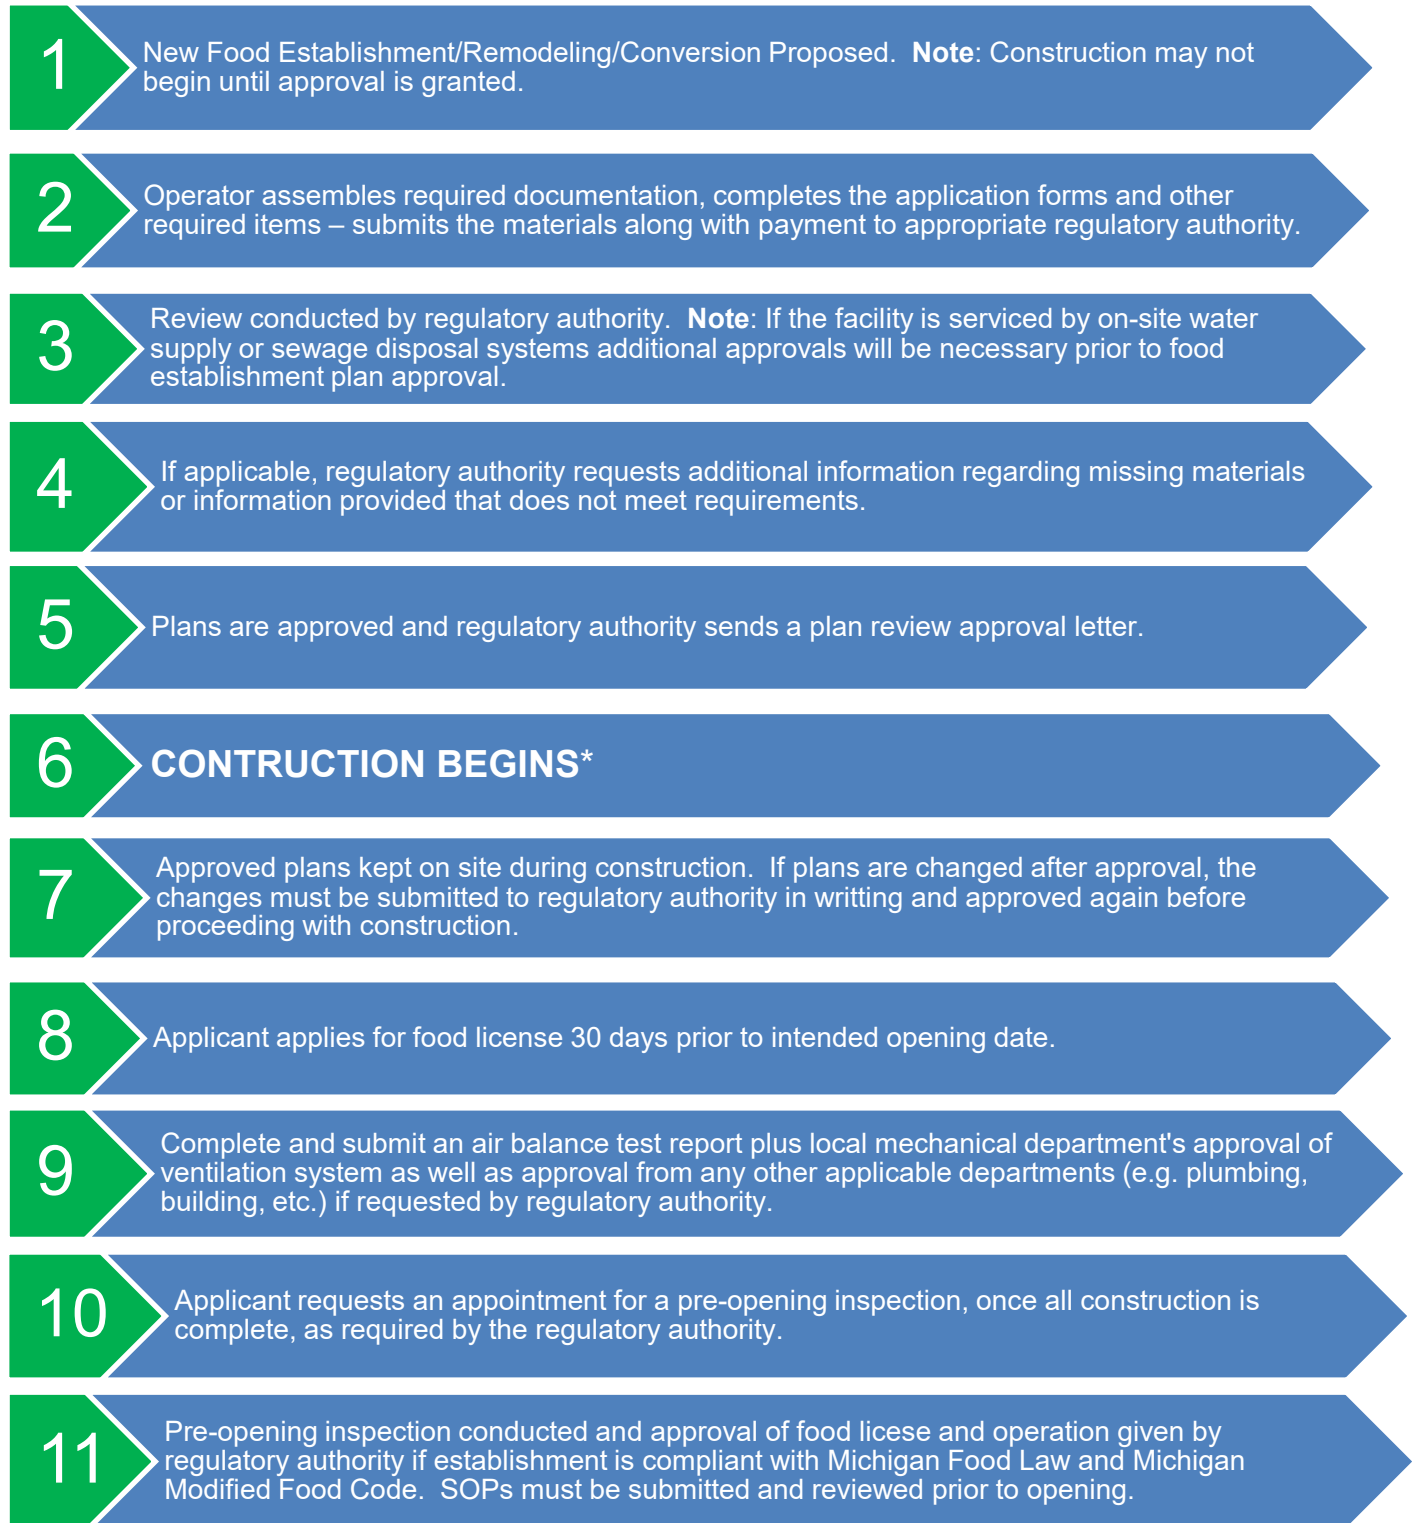 1
New Food Establishment/Remodeling/Conversion Proposed.  Note: Construction may not
begin until approval is granted.
2
Operator assembles required documentation, completes the application forms and other
required items – submits the materials along with payment to appropriate regulatory authority.
3
Review conducted by regulatory authority.  Note: If the facility is serviced by on-site water
supply or sewage disposal systems additional approvals will be necessary prior to food
establishment plan approval.
4
If applicable, regulatory authority requests additional information regarding missing materials
or information provided that does not meet requirements.
5
Plans are approved and regulatory authority sends a plan review approval letter.
6
CONTRUCTION BEGINS*
7
Approved plans kept on site during construction.  If plans are changed after approval, the
changes must be submitted to regulatory authority in writting and approved again before
proceeding with construction.
8
Applicant applies for food license 30 days prior to intended opening date.
9
Complete and submit an air balance test report plus local mechanical department's approval of
ventilation system as well as approval from any other applicable departments (e.g. plumbing,
building, etc.) if requested by regulatory authority.
10
Applicant requests an appointment for a pre-opening inspection, once all construction is
complete, as required by the regulatory authority.
11
Pre-opening inspection conducted and approval of food licese and operation given by
regulatory authority if establishment is compliant with Michigan Food Law and Michigan
Modified Food Code.  SOPs must be submitted and reviewed prior to opening.